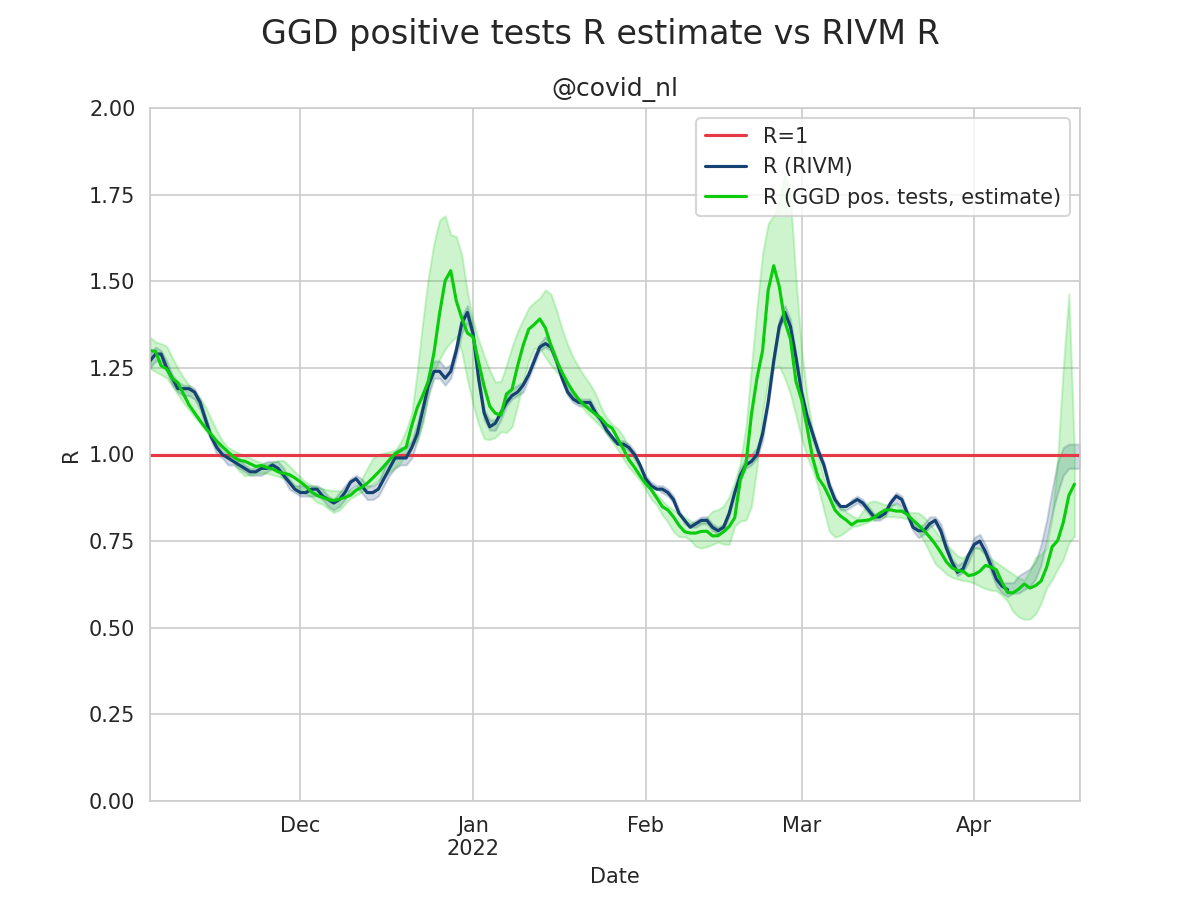 GGD positive tests R estimate vs RIVM R
@covid_nl
R=1
R (RIVM)
R (GGD pos. tests, estimate)
2.00
1.75
1.50
1.25
1.00
0.75
0.50
0.25
0.00
R
Dec
Jan
2022
Feb
Mar
Apr
Date